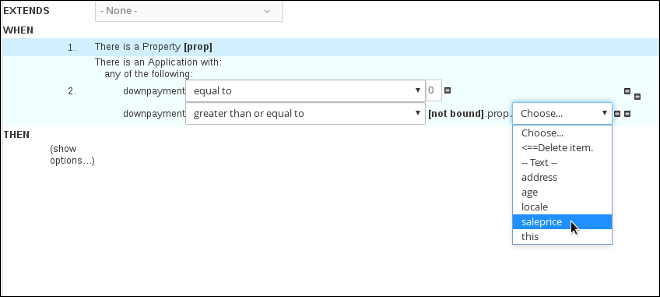 EXTENDS - None -
WHEN
1. There is a Property [prop]
There is an Application with:
any of the following:
2. downpayment equal to 0
downpayment greater than or equal to [not bound]:prop. Choose...
Choose...
<==Delete item.
-- Text --
address
age
locale
saleprice
this
THEN
(show
options...)